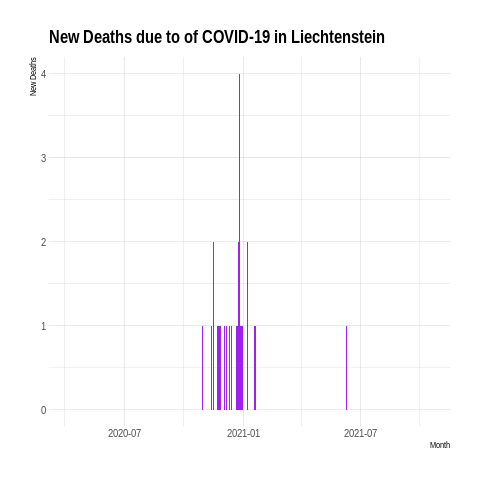 New Deaths due to of COVID-19 in Liechtenstein
New Deaths
4
3
2
1
0
2020-07
2021-01
2021-07
Month